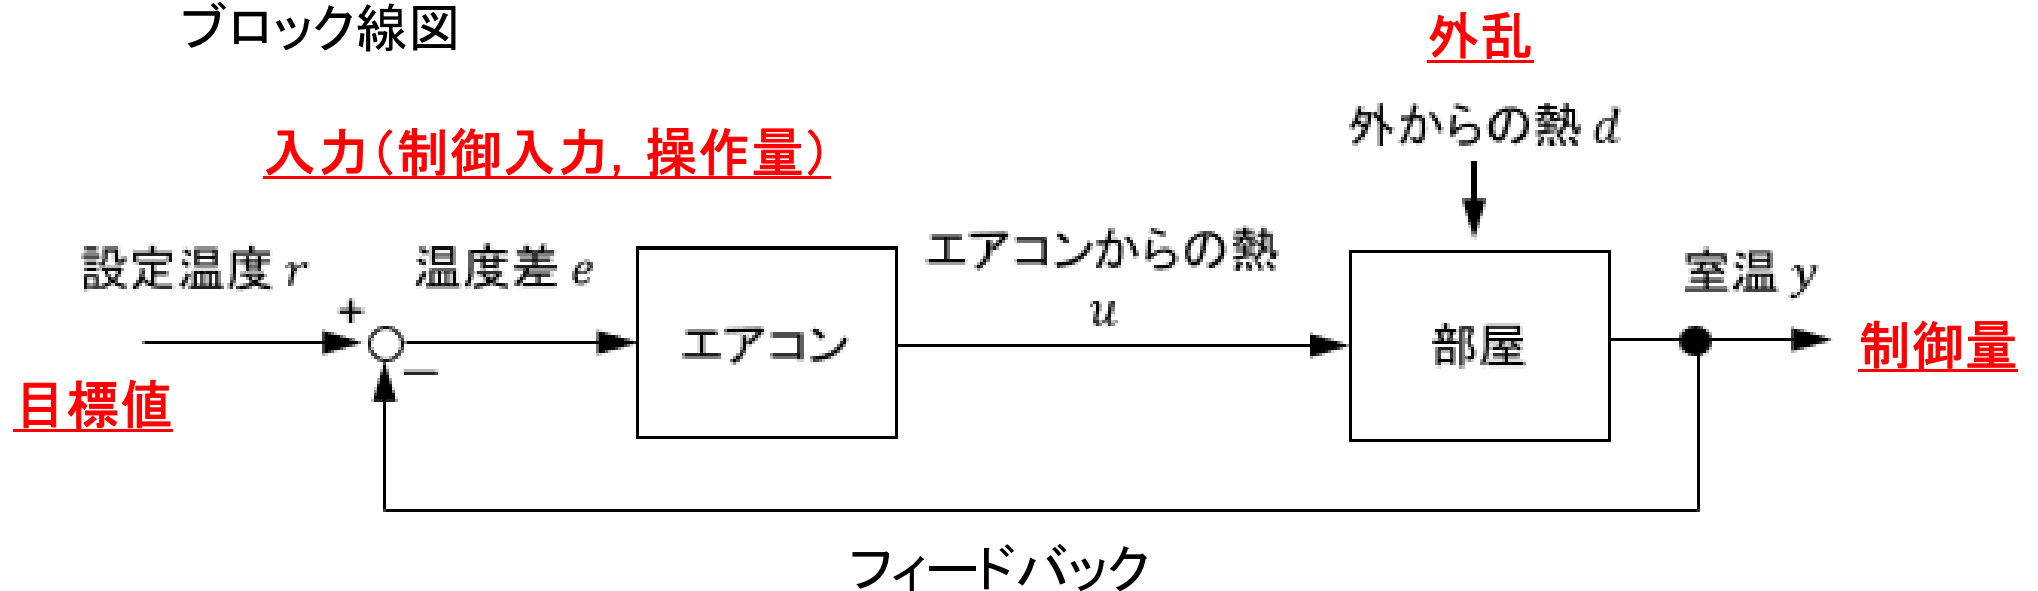 ブロック線図
外乱
外からの熱 d
入力(制御入力, 操作量)
設定温度 r
温度差 e
エアコンからの熱
u
室温 y
+
−
エアコン
部屋
制御量
目標値
フィードバック